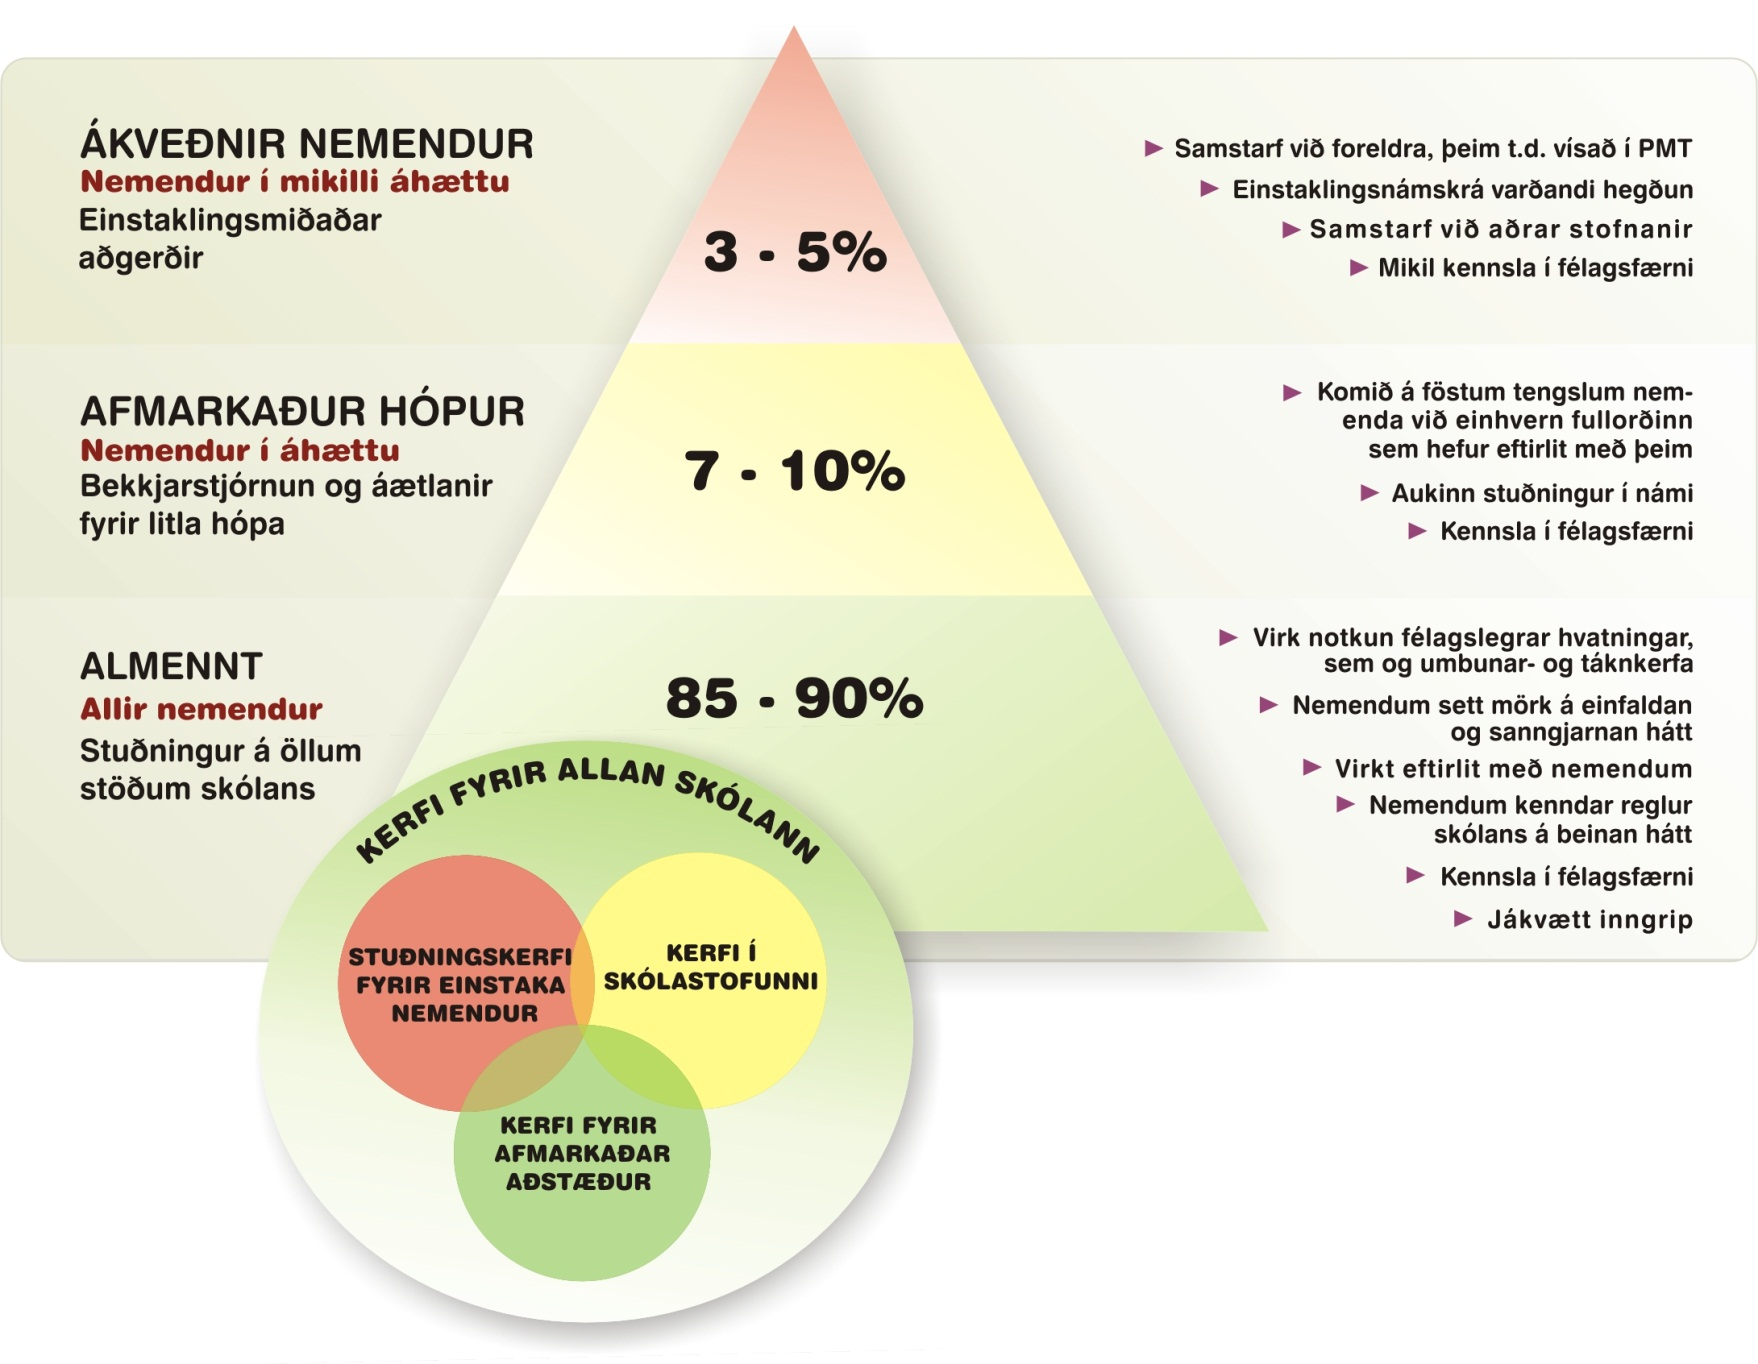 ÁKVEÐNIR NEMENDUR
Nemendur í mikilli áhættu
Einstaklingsmiðaðar
aðgerðir
3 - 5%
Samstarf við foreldra, þeim t.d. vísað í PMT
Einstaklingsnámskrá varðandi hegðun
Samstarf við aðrar stofnanir
Mikil kennsla í félagsfærni
AFMARKAÐUR HÓPUR
Nemendur í áhættu
Bekkjarstjórnun og áætlanir
fyrir litla hópa
7 - 10%
Komið á föstum tengslum nem-
enda við einhvern fullorðinn
sem hefur eftirlit með þeim
Aukinn stuðningur í námi
Kennsla í félagsfærni
ALMENNT
Allir nemendur
Stuðningur á öllum
stöðum skólans
85 - 90%
Virk notkun félagslegrar hvatningar,
sem og umbunar- og táknkerfa
Nemendum sett mörk á einfaldan
og sanngjarnan hátt
Virkt eftirlit með nemendum
Nemendum kenndar reglur
skólans á beinan hátt
Kennsla í félagsfærni
Jákvætt inngrip
KERFI FYRIR ALLAN SKÓLANN
STUÐNINGSKERFI
FYRIR EINSTAKA
NEMENDUR
KERFI Í
SKÓLASTOFUNNI
KERFI FYRIR
AFMARKAÐAR
AÐSTÆÐUR